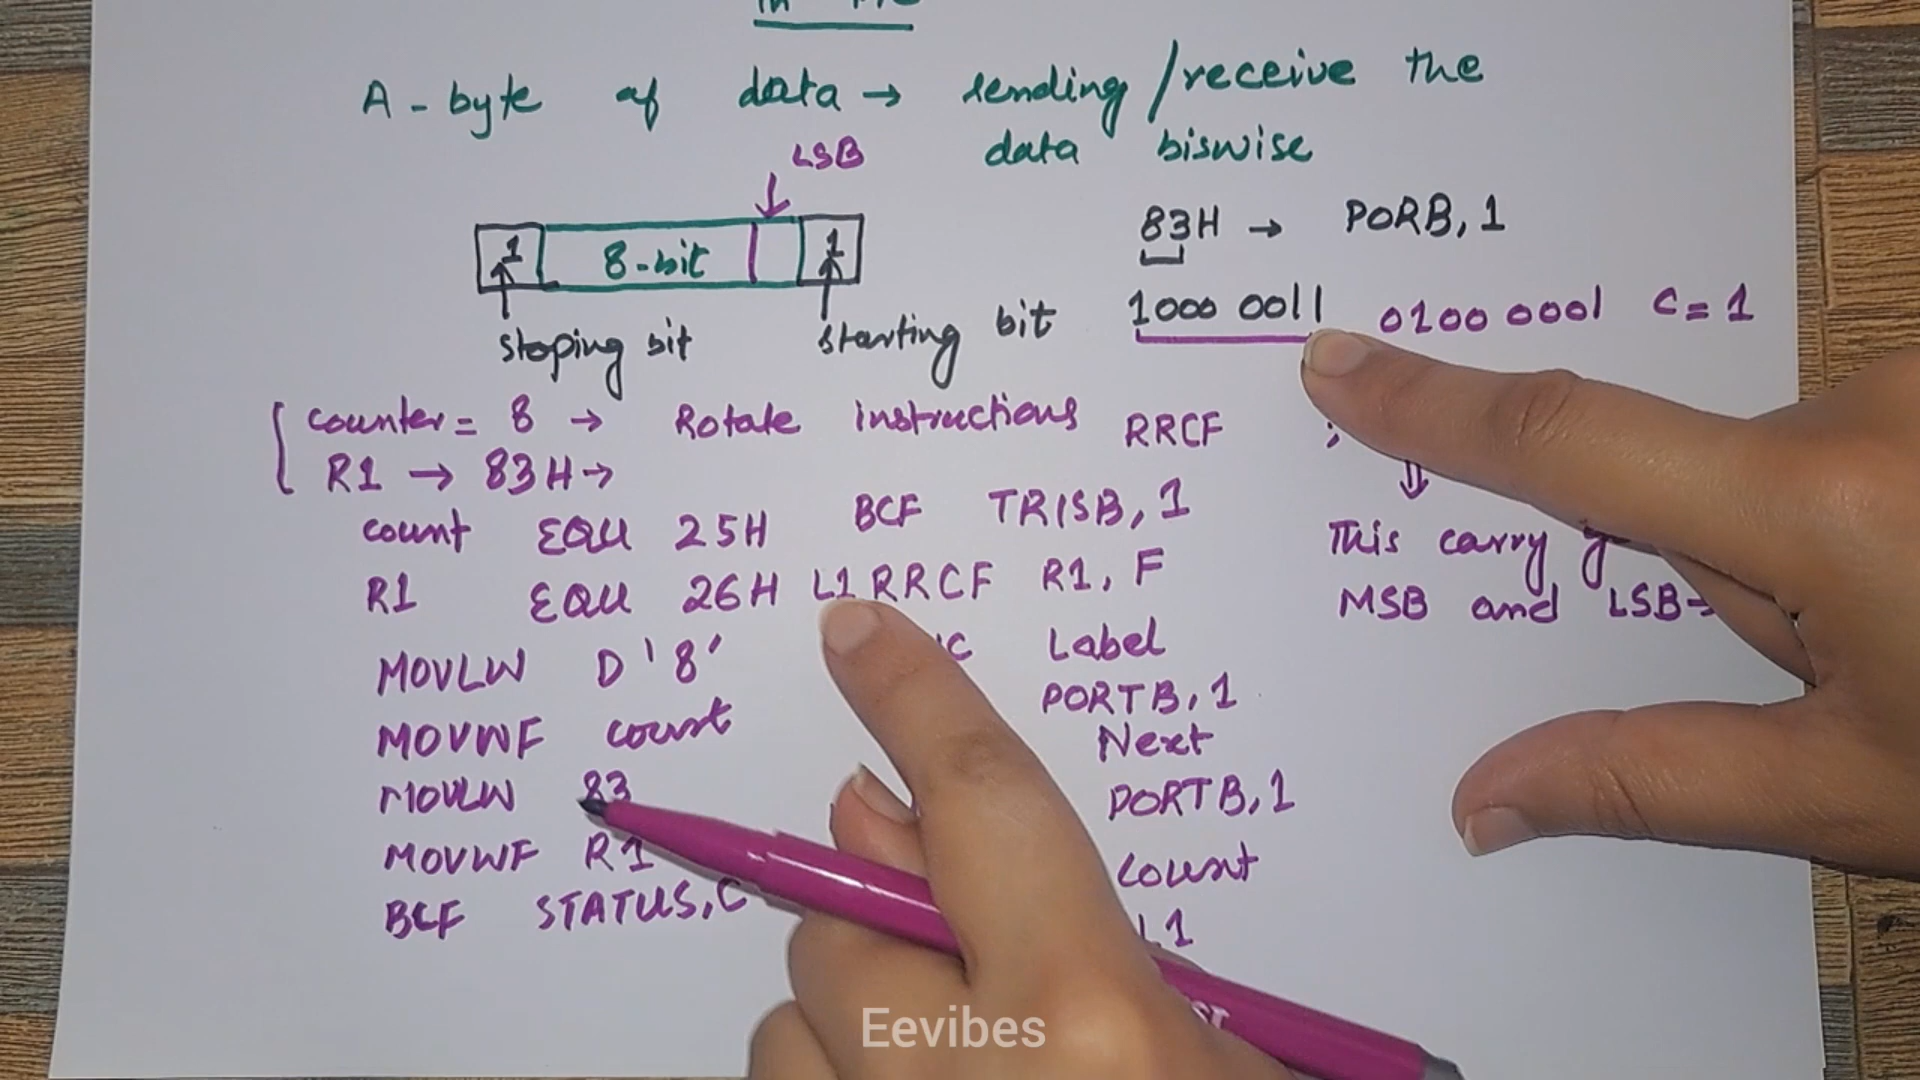 in
A-byte of data → sending/receive the
data biswise
LSB
1 8-bit 1
stoping bit starting bit
83H → PORB, 1
1000 0011 0100 0001 C = 1
counter = 8 → Rotate instructions RRCF ;
R1 → 83H →
This carry
MSB and LSB →
count EQU 25H
R1 EQU 26H
MOVLW D'8'
MOVWF count
MOVLW 83
MOVWF R1
BCF STATUS,C
BCF TRISB, 1
L1 RRCF R1, F
C Label
PORTB, 1
Next
PORTB, 1
count
L1
Eevibes